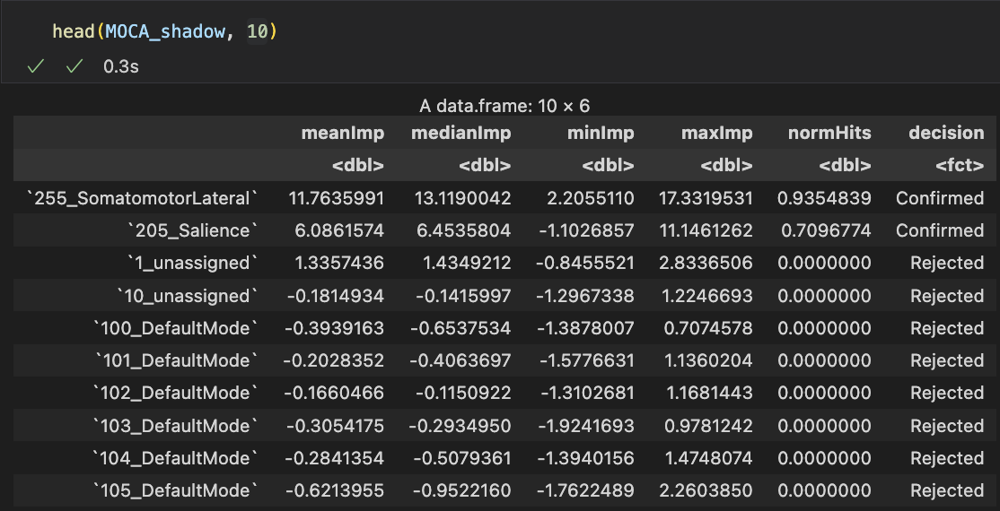 head(MOCA_shadow, 10)
✓ ✓ 0.3s
A data.frame: 10 × 6
meanImp medianImp minImp maxImp normHits decision
<dbl> <dbl> <dbl> <dbl> <dbl> <fct>
`255_SomatomotorLateral` 11.7635991 13.1190042 2.2055110 17.3319531 0.9354839 Confirmed
`205_Salience` 6.0861574 6.4535804 -1.1026857 11.1461262 0.7096774 Confirmed
`1_unassigned` 1.3357436 1.4349212 -0.8455521 2.8336506 0.0000000 Rejected
`10_unassigned` -0.1814934 -0.1415997 -1.2967338 1.2246693 0.0000000 Rejected
`100_DefaultMode` -0.3939163 -0.6537534 -1.3878007 0.7074578 0.0000000 Rejected
`101_DefaultMode` -0.2028352 -0.4063697 -1.5776631 1.1360204 0.0000000 Rejected
`102_DefaultMode` -0.1660466 -0.1150922 -1.3102681 1.1681443 0.0000000 Rejected
`103_DefaultMode` -0.3054175 -0.2934950 -1.9241693 0.9781242 0.0000000 Rejected
`104_DefaultMode` -0.2841354 -0.5079361 -1.3940156 1.4748074 0.0000000 Rejected
`105_DefaultMode` -0.6213955 -0.9522160 -1.7622489 2.2603850 0.0000000 Rejected